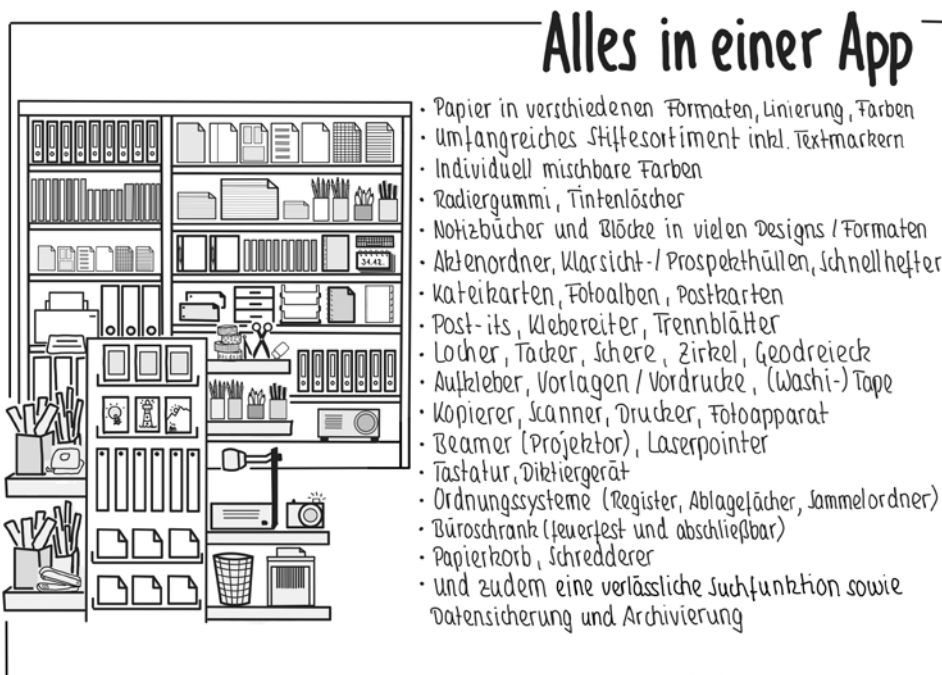 Alles in einer App
· Papier in verschiedenen Formaten, Linierung, Farben
· Umfangreiches Stiftesortiment inkl. Textmarkern
· Individuell mischbare Farben
· Radiergummi, Tintenlöscher
· Notizbücher und Blöcke in vielen Designs / Formaten
· Aktenordner, Klarsicht-/ Prospekthüllen, Schnellhefter
· Kateikarten, Fotoalben, Postkarten
· Post-its, Klebereiter, Trennblätter
· Locher, Tacker, Schere, Zirkel, Geodreieck
· Aufkleber, Vorlagen / Vordrucke, (Washi-) Tape
· Kopierer, Scanner, Drucker, Fotoapparat
· Beamer (Projektor), Laserpointer
· Tastatur, Diktiergerät
· Ordnungssysteme (Register, Ablagefächer, Sammelordner)
· Büroschrank (feuerfest und abschließbar)
· Papierkorb, Schredderer
· und zudem eine verlässliche Suchfunktion sowie
Datensicherung und Archivierung